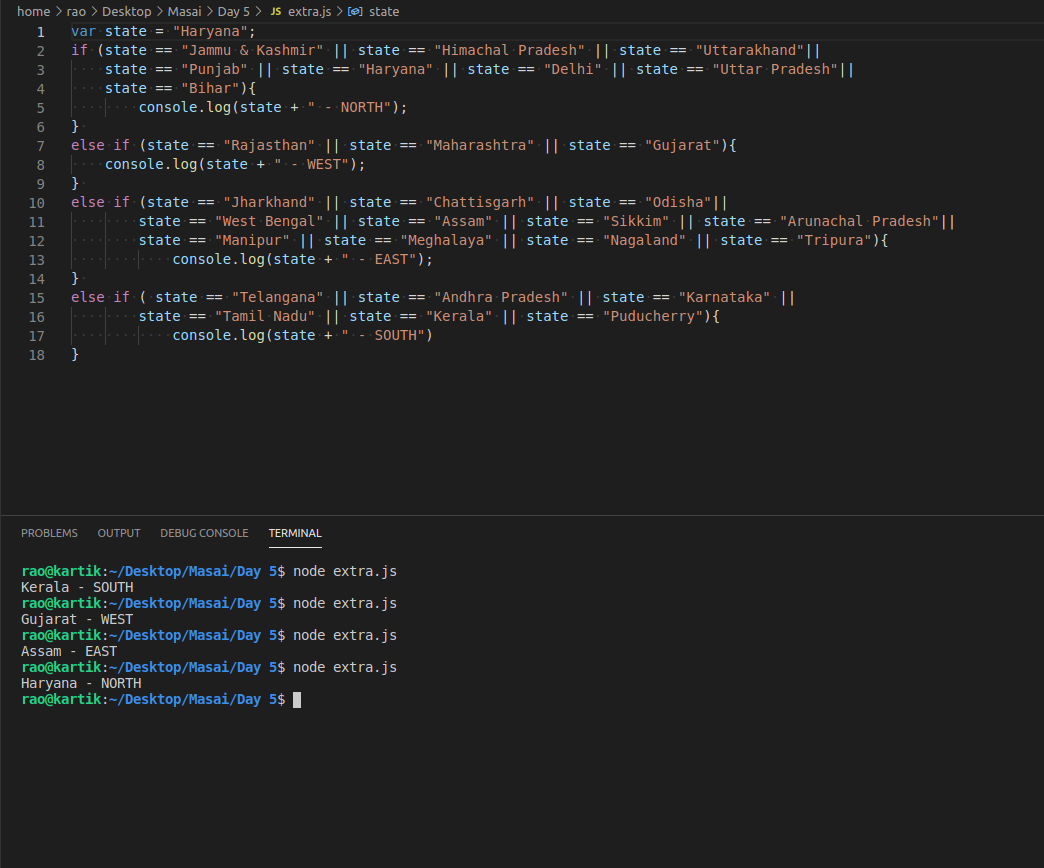 home > rao > Desktop > Masai > Day 5 > JS extra.js > state
1 var state = "Haryana";
2 if (state == "Jammu & Kashmir" || state == "Himachal Pradesh" || state == "Uttarakhand"||
3 state == "Punjab" || state == "Haryana" || state == "Delhi" || state == "Uttar Pradesh"||
4 state == "Bihar"){
5 console.log(state + " - NORTH");
6 }
7 else if (state == "Rajasthan" || state == "Maharashtra" || state == "Gujarat"){
8 console.log(state + " - WEST");
9 }
10 else if (state == "Jharkhand" || state == "Chattisgarh" || state == "Odisha"||
11 state == "West Bengal" || state == "Assam" || state == "Sikkim" || state == "Arunachal Pradesh"||
12 state == "Manipur" || state == "Meghalaya" || state == "Nagaland" || state == "Tripura"){
13 console.log(state + " - EAST");
14 }
15 else if ( state == "Telangana" || state == "Andhra Pradesh" || state == "Karnataka" ||
16 state == "Tamil Nadu" || state == "Kerala" || state == "Puducherry"){
17 console.log(state + " - SOUTH")
18 }
PROBLEMS OUTPUT DEBUG CONSOLE TERMINAL
rao@kartik:~/Desktop/Masai/Day 5$ node extra.js
Kerala - SOUTH
rao@kartik:~/Desktop/Masai/Day 5$ node extra.js
Gujarat - WEST
rao@kartik:~/Desktop/Masai/Day 5$ node extra.js
Assam - EAST
rao@kartik:~/Desktop/Masai/Day 5$ node extra.js
Haryana - NORTH
rao@kartik:~/Desktop/Masai/Day 5$